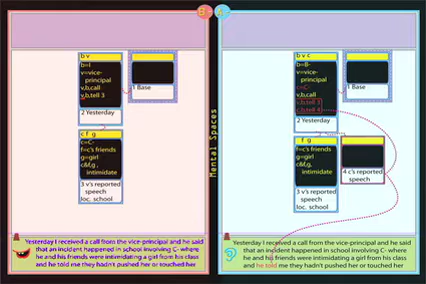 B
A
b v
b=I
v=vice-
principal
v,b,call
v,b,tell 3
1 Base
2 Yesterday
c f g
c=C-
f=c's friends
g=girl
c&f,g,
intimidate
3 v's reported
speech
loc. school
Yesterday I received a call from the vice-principal and he said
that an incident happened in school involving C- where
he and his friends were intimidating a girl from his class
and he told me they hadn't pushed her or touched her
Mental Spaces
b v c
b=B-
v=vice-
principal
c=C-
v,b,call
v,b,tell 3
v,b,tell 4
1 Base
2 Yesterday
f g
f=c's friends
g=girl
c&f,g,
intimidate
3 v's reported
speech
loc. school
4 c's reported
speech
Yesterday I received a call from the vice-principal and he said
that an incident happened in school involving C- where
he and his friends were intimidating a girl from his class
and he told me they hadn't pushed her or touched her